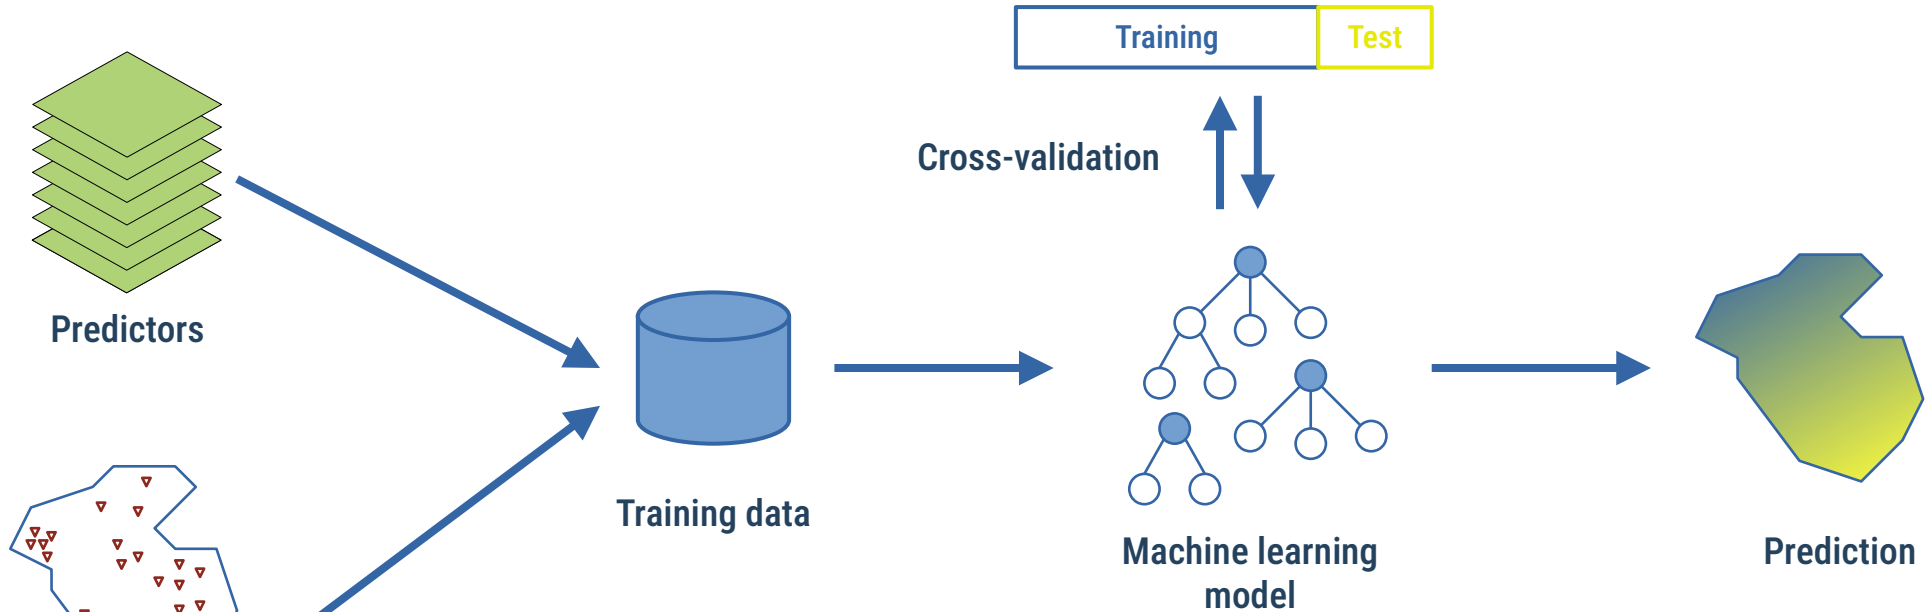 Training
Test
Cross-validation
Predictors
Training data
Machine learning
model
Prediction